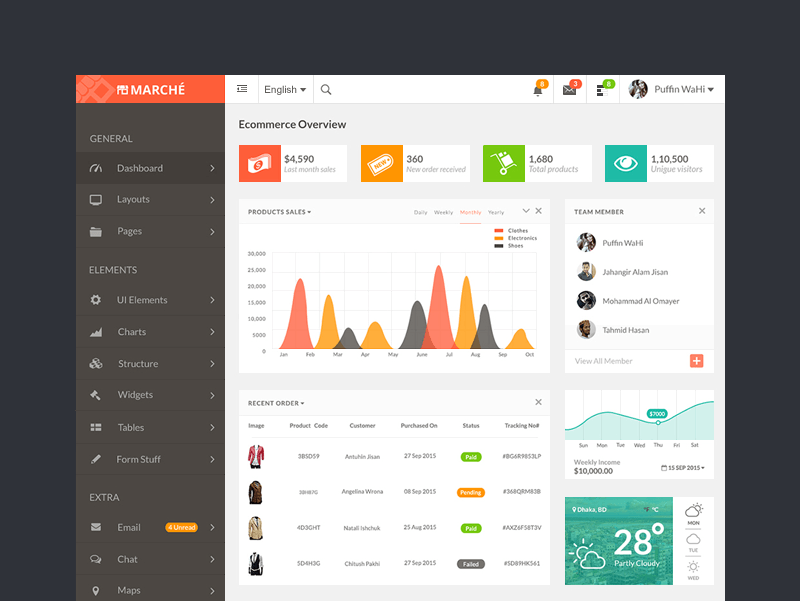 MARCHÉ
English
8
3
8
Puffin WaHi
GENERAL
Dashboard
Layouts
Pages
ELEMENTS
UI Elements
Charts
Structure
Widgets
Tables
Form Stuff
EXTRA
Email
4 Unread
Chat
Maps
Ecommerce Overview
$4,590
Last month sales
NEW
360
New order received
1,680
Total products
1,10,500
Unigue visitors
PRODUCTS SALES
Daily Weekly Monthly Yearly
Clothes
Electronics
Shoes
30,000
25,000
20,000
15,000
10,000
5000
0
Jan Feb Mar Apr May June Jul Aug Sep Oct
TEAM MEMBER
Puffin WaHi
Jahangir Alam Jisan
Mohammad Al Omayer
Tahmid Hasan
View All Member
RECENT ORDER
Image Product Code Customer Purchased On Status Tracking No#
3BSD59 Antuhin Jisan 27 Sep 2015 Paid #BG6R9853LP
Angelina Wrona 08 Sep 2015 Pending #368QRM83B
4D3GHT Natali Ishchuk 25 Aug 2015 Paid #AXZ6F58T3V
5D4H3G Chitush Pakhi 27 Sep 2015 Failed #5D89HK561
$7000
Sun Mon Tue Wed Thu Fri Sat
Weekly Income
$10,000.00
15 SEP 2015
Dhaka, BD
°F °C
28°
Partly Cloudy
MON
TUE
WED